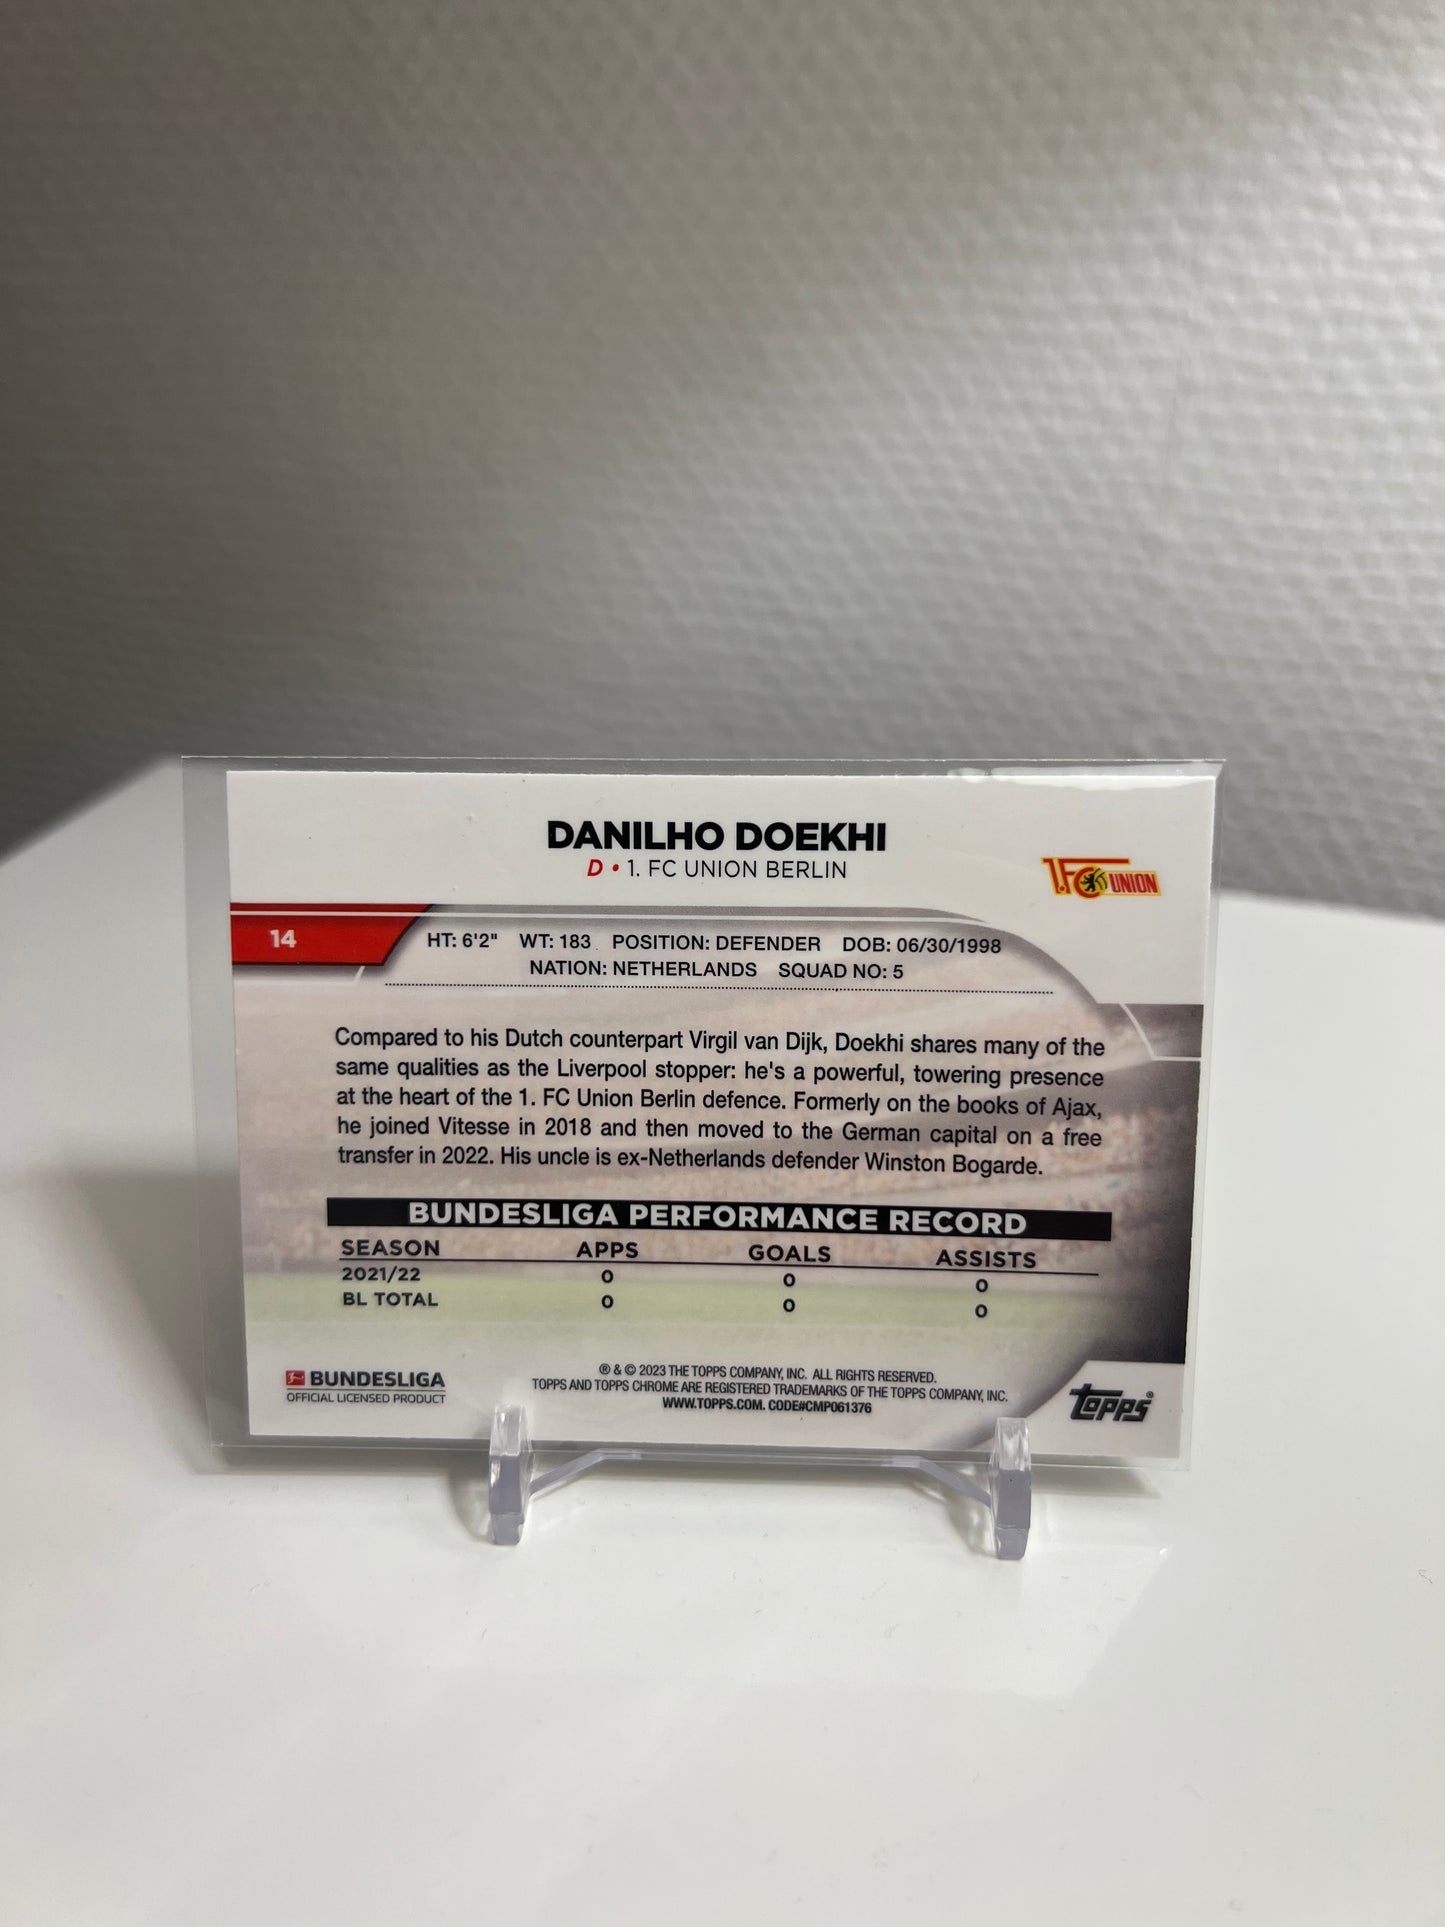 DANILHO DOEKHI
D • 1. FC UNION BERLIN
1.FC UNION
14
HT: 6'2" WT: 183 POSITION: DEFENDER DOB: 06/30/1998
NATION: NETHERLANDS SQUAD NO: 5
Compared to his Dutch counterpart Virgil van Dijk, Doekhi shares many of the
same qualities as the Liverpool stopper: he's a powerful, towering presence
at the heart of the 1. FC Union Berlin defence. Formerly on the books of Ajax,
he joined Vitesse in 2018 and then moved to the German capital on a free
transfer in 2022. His uncle is ex-Netherlands defender Winston Bogarde.
BUNDESLIGA PERFORMANCE RECORD
SEASON APPS GOALS ASSISTS
2021/22 0 0 0
BL TOTAL 0 0 0
BUNDESLIGA
OFFICIAL LICENSED PRODUCT
® & © 2023 THE TOPPS COMPANY, INC. ALL RIGHTS RESERVED.
TOPPS AND TOPPS CHROME ARE REGISTERED TRADEMARKS OF THE TOPPS COMPANY, INC.
WWW.TOPPS.COM. CODE#CMP061376
topps®